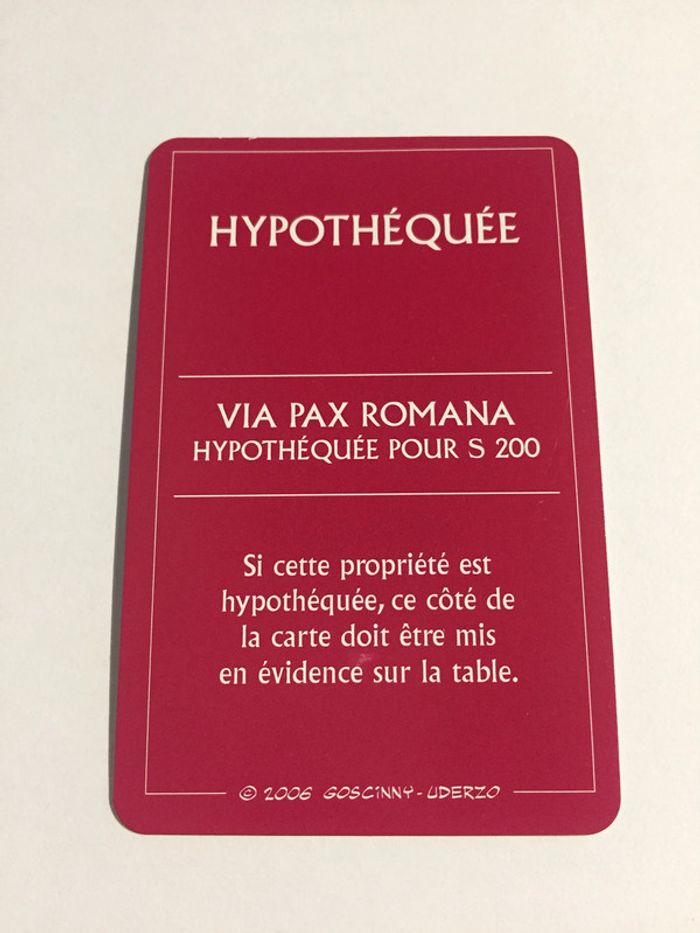 HYPOTHÉQUÉE
VIA PAX ROMANA
HYPOTHÉQUÉE POUR S 200
Si cette propriété est
hypothéquée, ce côté de
la carte doit être mis
en évidence sur la table.
© 2006 GOSCINNY-UDERZO